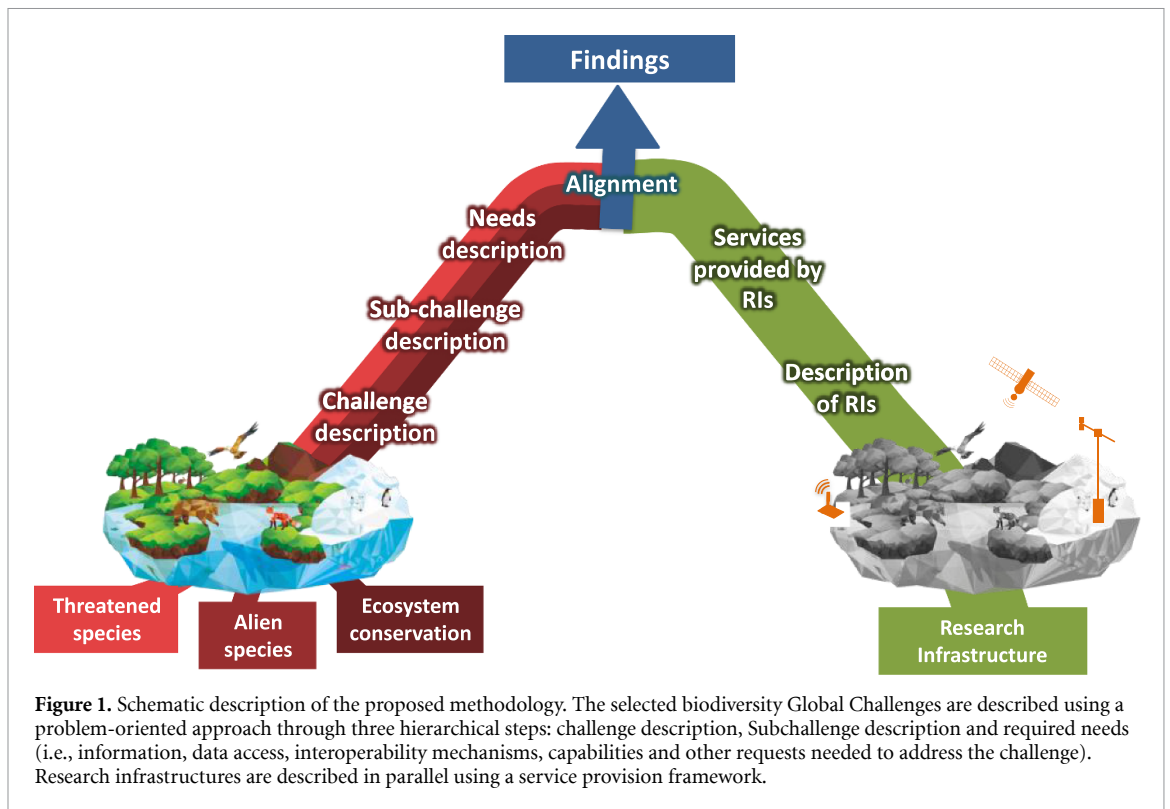 Findings
Alignment
Needs
description
Sub-challenge
description
Challenge
description
Services
provided by
RIs
Description
of RIs
Threatened
species
Alien
species
Ecosystem
conservation
Research
Infrastructure
Figure 1. Schematic description of the proposed methodology. The selected biodiversity Global Challenges are described using a
problem-oriented approach through three hierarchical steps: challenge description, Subchallenge description and required needs
(i.e., information, data access, interoperability mechanisms, capabilities and other requests needed to address the challenge).
Research infrastructures are described in parallel using a service provision framework.